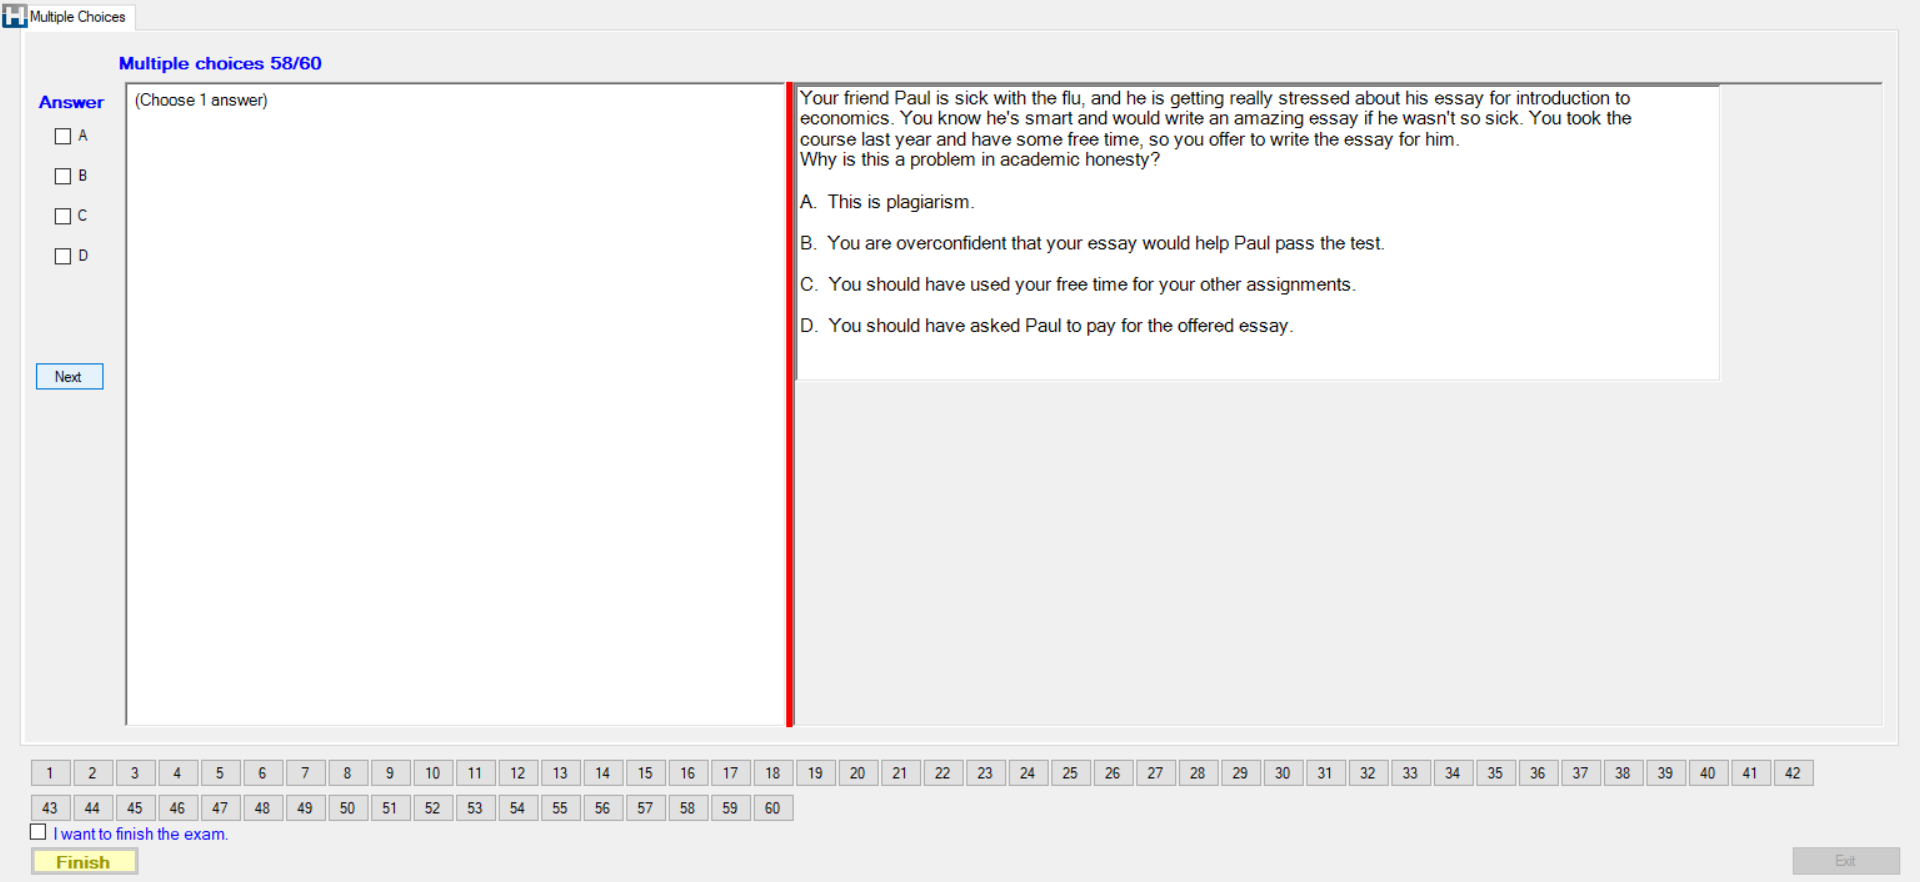 Multiple Choices
Multiple choices 58/60
Answer
A
B
C
D
Next
(Choose 1 answer)
Your friend Paul is sick with the flu, and he is getting really stressed about his essay for introduction to
economics. You know he's smart and would write an amazing essay if he wasn't so sick. You took the
course last year and have some free time, so you offer to write the essay for him.
Why is this a problem in academic honesty?
A. This is plagiarism.
B. You are overconfident that your essay would help Paul pass the test.
C. You should have used your free time for your other assignments.
D. You should have asked Paul to pay for the offered essay.
1 2 3 4 5 6 7 8 9 10 11 12 13 14 15 16 17 18 19 20 21 22 23 24 25 26 27 28 29 30 31 32 33 34 35 36 37 38 39 40 41 42
43 44 45 46 47 48 49 50 51 52 53 54 55 56 57 58 59 60
I want to finish the exam.
Finish
Exit